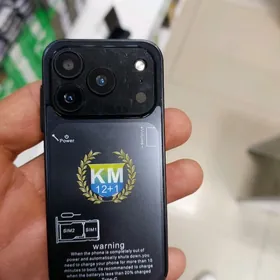 Power
KM
12+1
SIM2 SIM1
warning
When the phone is completely out of
power and automatically shuts down, you
need to charge your phone for more than 15
minutes to boot. Its recommended to charge
when the battery is less than 20% charged